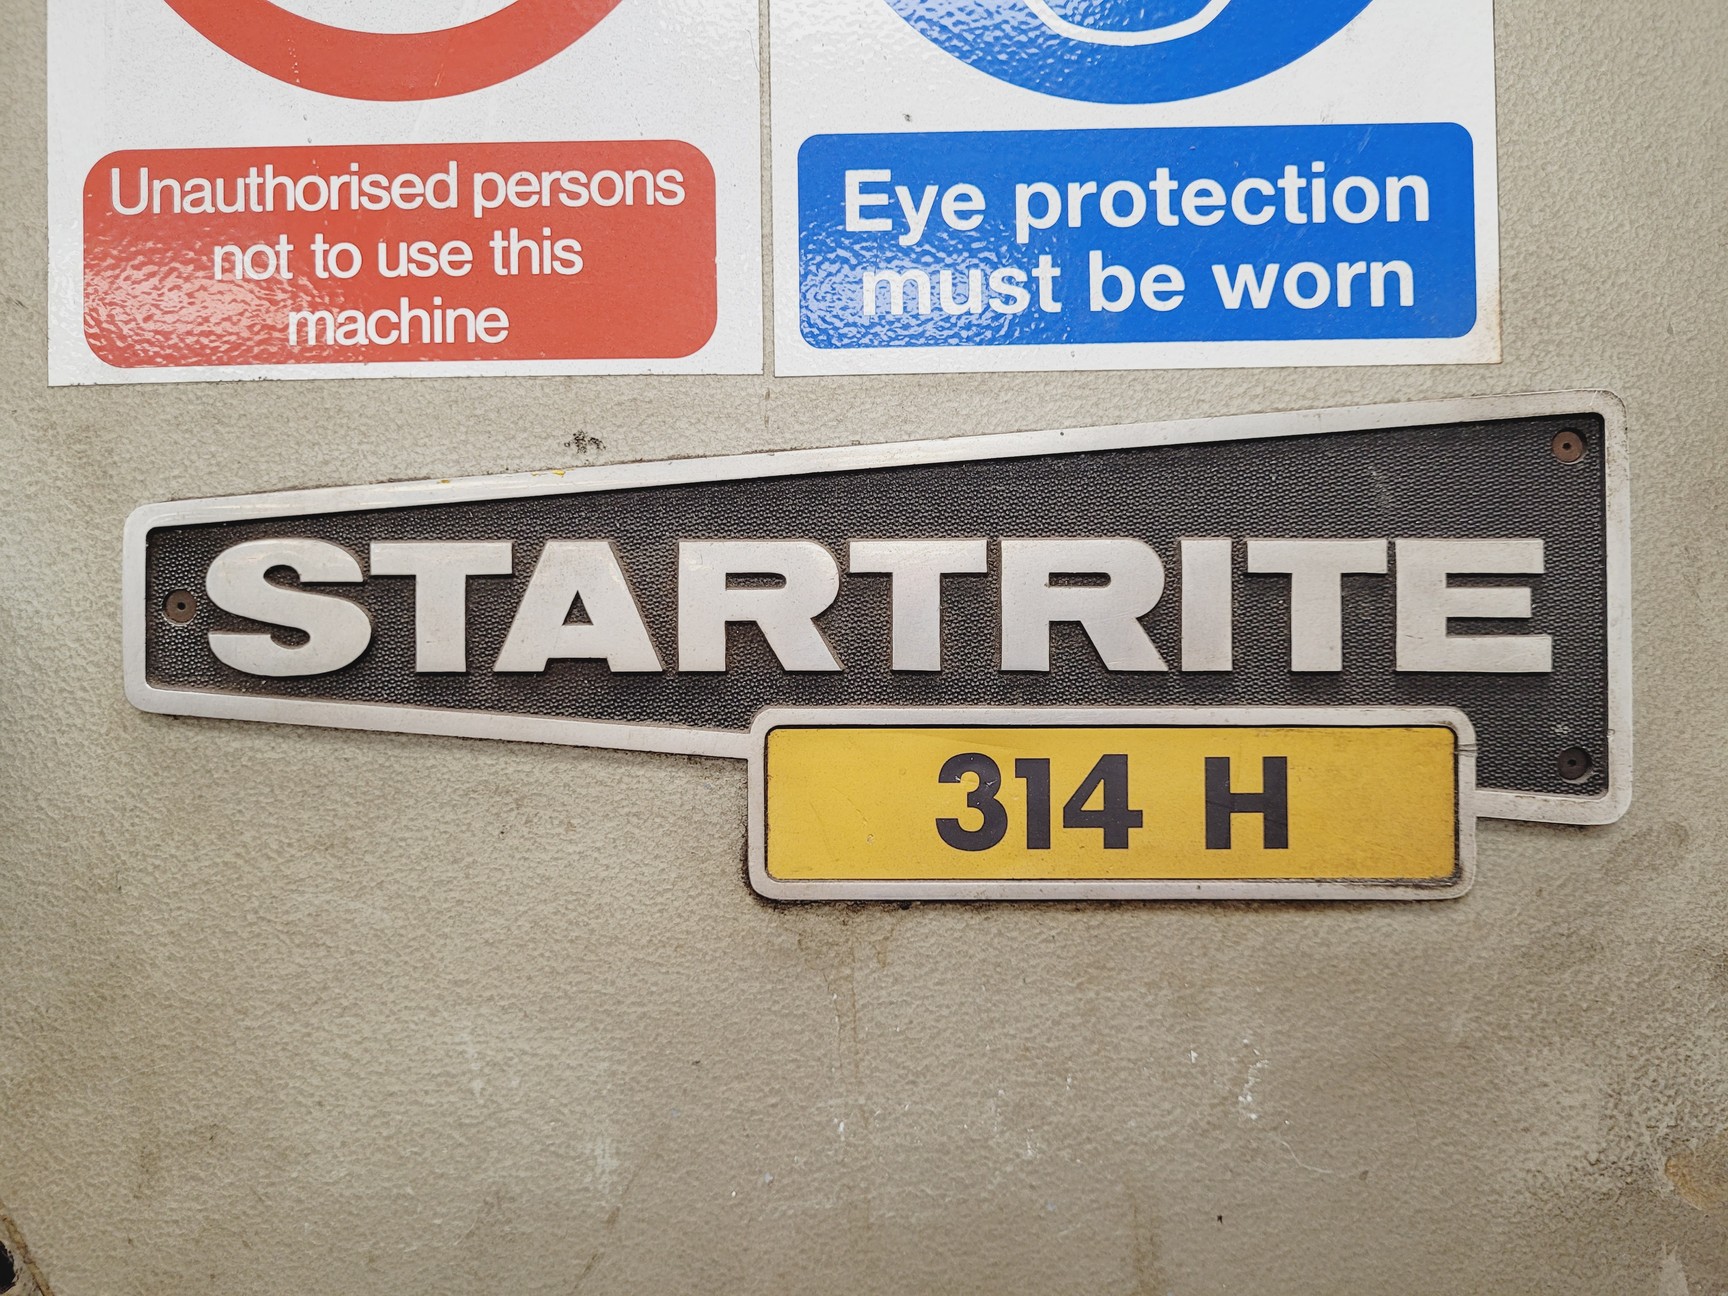 Unauthorised persons
not to use this
machine
Eye protection
must be worn
STARTRITE
314 H